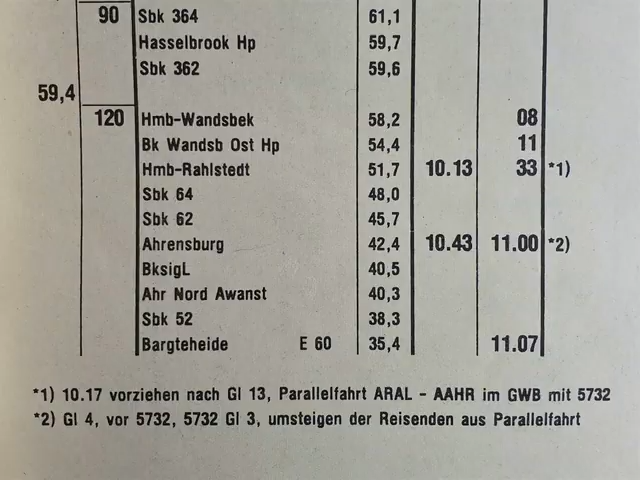 90 Sbk 364 61,1
Hasselbrook Hp 59,7
Sbk 362 59,6
59,4
120 Hmb-Wandsbek 58,2 08
Bk Wandsb Ost Hp 54,4 11
Hmb-Rahlstedt 51,7 10.13 33 *1)
Sbk 64 48,0
Sbk 62 45,7
Ahrensburg 42,4 10.43 11.00 *2)
BksigL 40,5
Ahr Nord Awanst 40,3
Sbk 52 38,3
Bargteheide E 60 35,4 11.07
*1) 10.17 vorziehen nach Gl 13, Parallelfahrt ARAL - AAHR im GWB mit 5732
*2) Gl 4, vor 5732, 5732 Gl 3, umsteigen der Reisenden aus Parallelfahrt